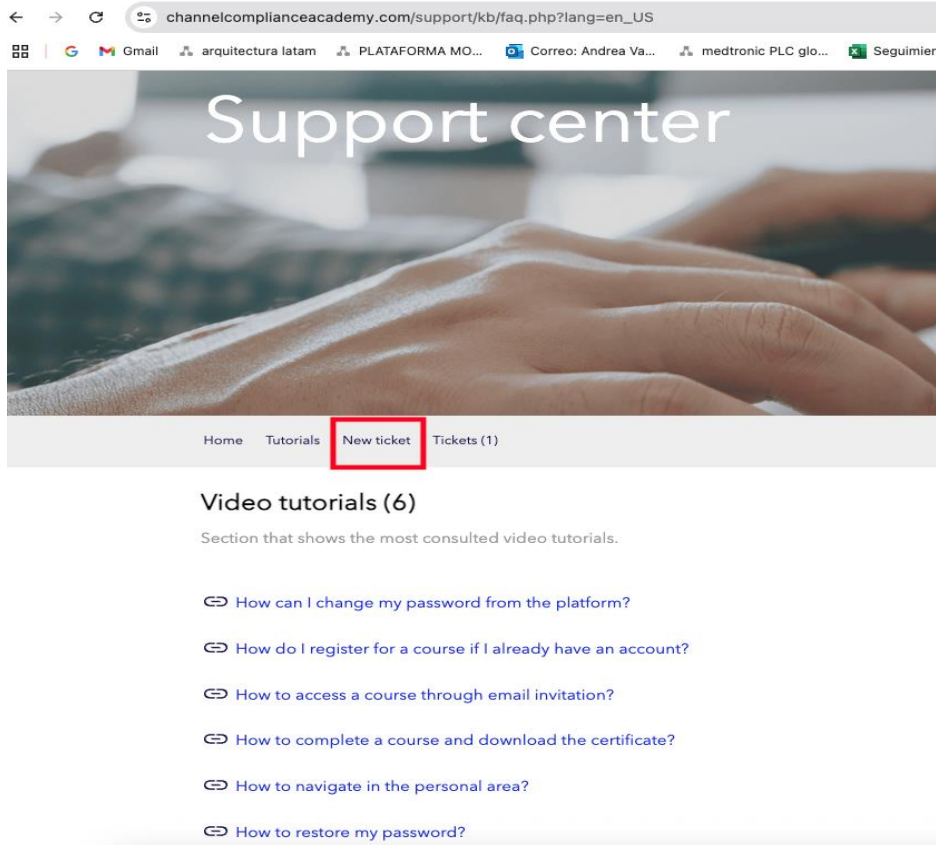 channelcomplianceacademy.com/support/kb/faq.php?lang=en_US
G Gmail arquitectura latam PLATAFORMA MO... Correo: Andrea Va... medtronic PLC glo... Seguimier
Support center
Home Tutorials New ticket Tickets (1)
Video tutorials (6)
Section that shows the most consulted video tutorials.
How can I change my password from the platform?
How do I register for a course if I already have an account?
How to access a course through email invitation?
How to complete a course and download the certificate?
How to navigate in the personal area?
How to restore my password?